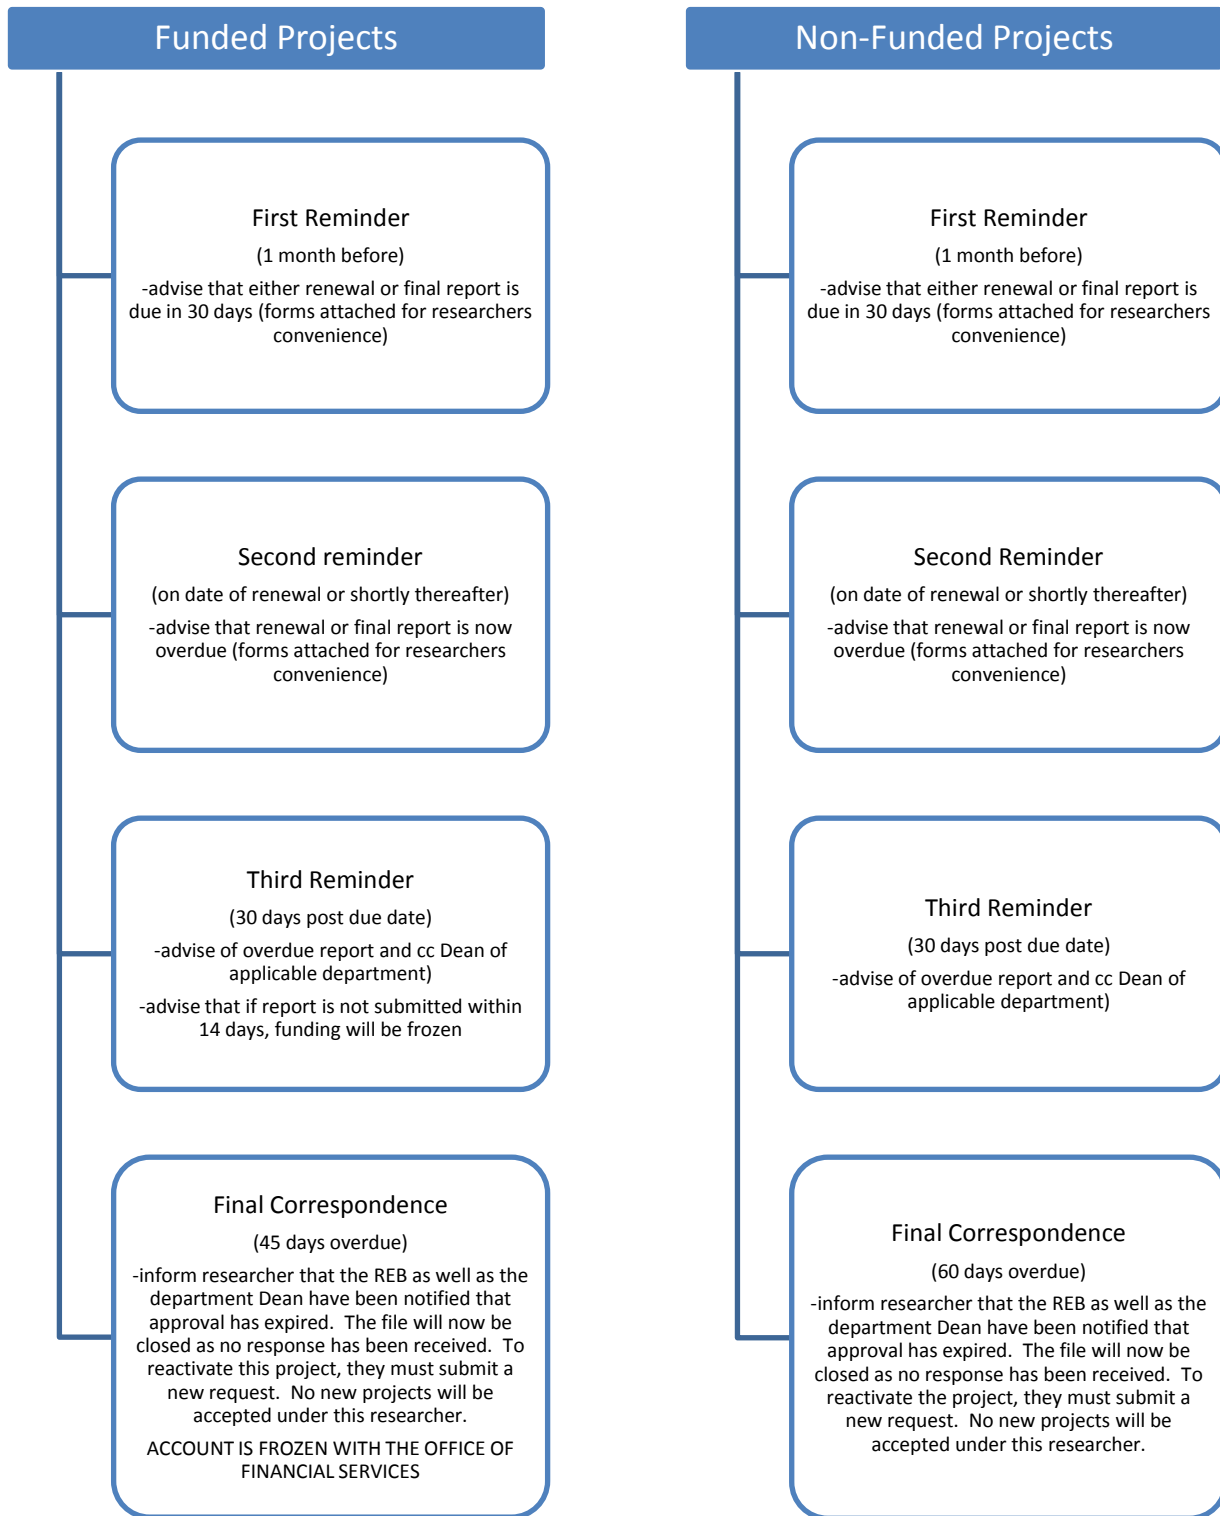 Funded Projects
First Reminder
(1 month before)
-advise that either renewal or final report is
due in 30 days (forms attached for researchers
convenience)
Second reminder
(on date of renewal or shortly thereafter)
-advise that renewal or final report is now
overdue (forms attached for researchers
convenience)
Third Reminder
(30 days post due date)
-advise of overdue report and cc Dean of
applicable department)
-advise that if report is not submitted within
14 days, funding will be frozen
Final Correspondence
(45 days overdue)
-inform researcher that the REB as well as the
department Dean have been notified that
approval has expired.  The file will now be
closed as no response has been received.  To
reactivate this project, they must submit a
new request.  No new projects will be
accepted under this researcher.
ACCOUNT IS FROZEN WITH THE OFFICE OF
FINANCIAL SERVICES
Non-Funded Projects
First Reminder
(1 month before)
-advise that either renewal or final report is
due in 30 days (forms attached for researchers
convenience)
Second Reminder
(on date of renewal or shortly thereafter)
-advise that renewal or final report is now
overdue (forms attached for researchers
convenience)
Third Reminder
(30 days post due date)
-advise of overdue report and cc Dean of
applicable department)
Final Correspondence
(60 days overdue)
-inform researcher that the REB as well as the
department Dean have been notified that
approval has expired.  The file will now be
closed as no response has been received.  To
reactivate the project, they must submit a
new request.  No new projects will be
accepted under this researcher.